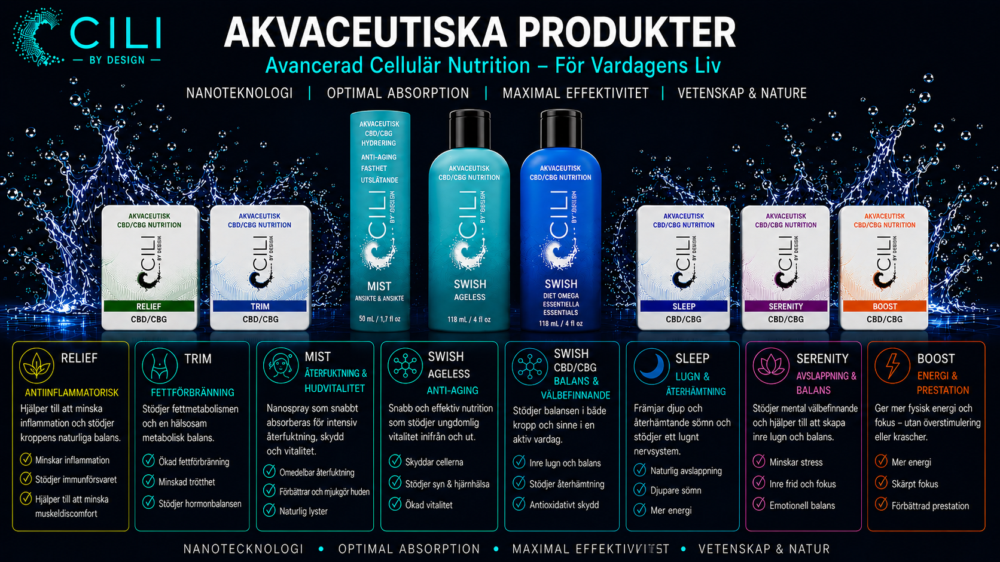 CILI
BY DESIGN
AKVACEUTISKA PRODUKTER
Avancerad Cellulär Nutrition – För Vardagens Liv
NANOTEKNOLOGI | OPTIMAL ABSORPTION | MAXIMAL EFFEKTIVITET | VETENSKAP & NATURE
AKVACEUTISK
CBD/CBG NUTRITION
CILI
BY DESIGN
RELIEF
CBD/CBG
AKVACEUTISK
CBD/CBG NUTRITION
CILI
BY DESIGN
TRIM
CBD/CBG
AKVACEUTISK
CBD/CBG
HYDRERING
ANTI-AGING
FASTHET
UTSLÄTANDE
CILI
BY DESIGN
MIST
ANSIKTE & ANSIKTE
50 mL / 1,7 fl oz
AKVACEUTISK
CBD/CBG NUTRITION
CILI
BY DESIGN
SWISH
AGELESS
118 mL / 4 fl oz
AKVACEUTISK
CBD/CBG NUTRITION
CILI
BY DESIGN
SWISH
DIET OMEGA
ESSENTIELLA
ESSENTIALS
118 mL / 4 fl oz
AKVACEUTISK
CBD/CBG NUTRITION
CILI
BY DESIGN
SLEEP
CBD/CBG
AKVACEUTISK
CBD/CBG NUTRITION
CILI
BY DESIGN
SERENITY
CBD/CBG
AKVACEUTISK
CBD/CBG NUTRITION
CILI
BY DESIGN
BOOST
CBD/CBG
RELIEF
ANTIINFLAMMATORISK
Hjälper till att minska
inflammation och stödjer
kroppens naturliga balans.
Minskar inflammation
Stödjer immunförsvaret
Hjälper till att minska
muskeldiscomfort
TRIM
FETTFÖRBRÄNNING
Stödjer fettmetabolismen
och en hälsosam
metabolisk balans.
Ökad fettförbränning
Minskad trötthet
Stödjer hormonbalansen
MIST
ÅTERFUKTNING &
HUDVITALITET
Nanospray som snabbt
absorberas för intensiv
återfuktning, skydd
och vitalitet.
Omedelbar återfuktning
Förbättrar och mjukgör huden
Naturlig lyster
SWISH
AGELESS
ANTI-AGING
Snabb och effektiv nutrition
som stödjer ungdomlig
vitalitet inifrån och ut.
Skyddar cellerna
Stödjer syn & hjärnhälsa
Ökad vitalitet
SWISH
CBD/CBG
BALANS &
VÄLBEFINNANDE
Stödjer balansen i både
kropp och sinne i en
aktiv vardag.
Inre lugn och balans
Stödjer återhämtning
Antioxidativt skydd
SLEEP
LUGN &
ÅTERHÄMTNING
Främjar djup och
återhämtande sömn och
stödjer ett lugnt
nervsystem.
Naturlig avslappning
Djupare sömn
Mer energi
SERENITY
AVSLAPPNING &
BALANS
Stödjer mental välbefinnande
och hjälper till att skapa
inre lugn och balans.
Minskar stress
Inre frid och fokus
Emotionell balans
BOOST
ENERGI &
PRESTATION
Ger mer fysisk energi och
fokus – utan överstimulering
eller krascher.
Mer energi
Skärpt fokus
Förbättrad prestation
NANOTECKNOLOGI • OPTIMAL ABSORPTION • MAXIMAL • VETENSKAP & NATUR